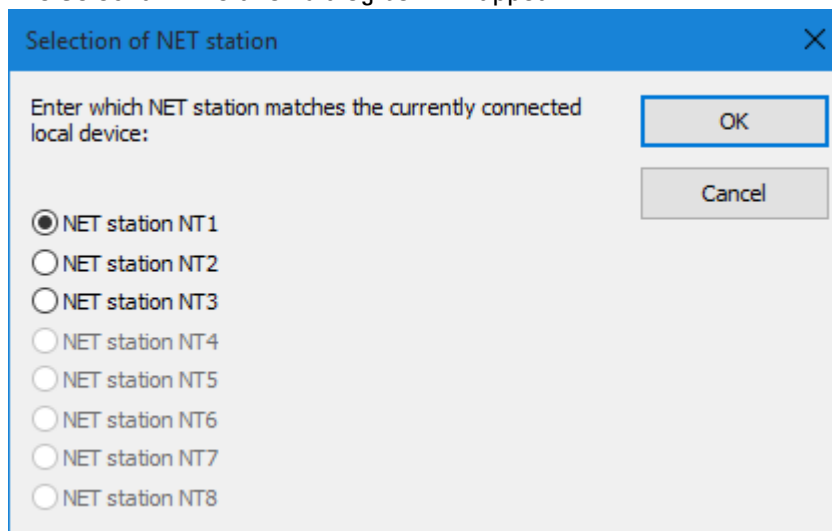 Selection of NET station
Enter which NET station matches the currently connected
local device:
OK
Cancel
NET station NT1
NET station NT2
NET station NT3
NET station NT4
NET station NT5
NET station NT6
NET station NT7
NET station NT8